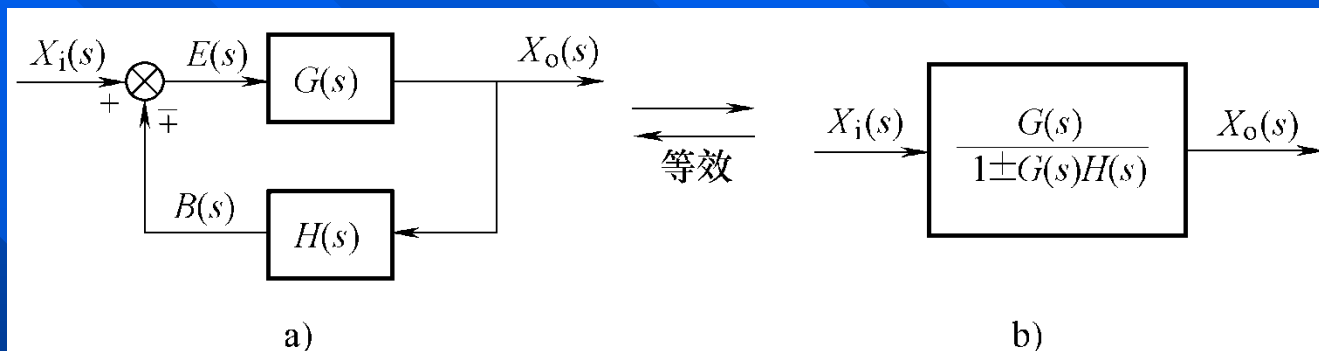 Xi(s)
+
∓
E(s)
G(s)
Xo(s)
B(s)
H(s)
a)
等效
Xi(s)
G(s)
1±G(s)H(s)
Xo(s)
b)